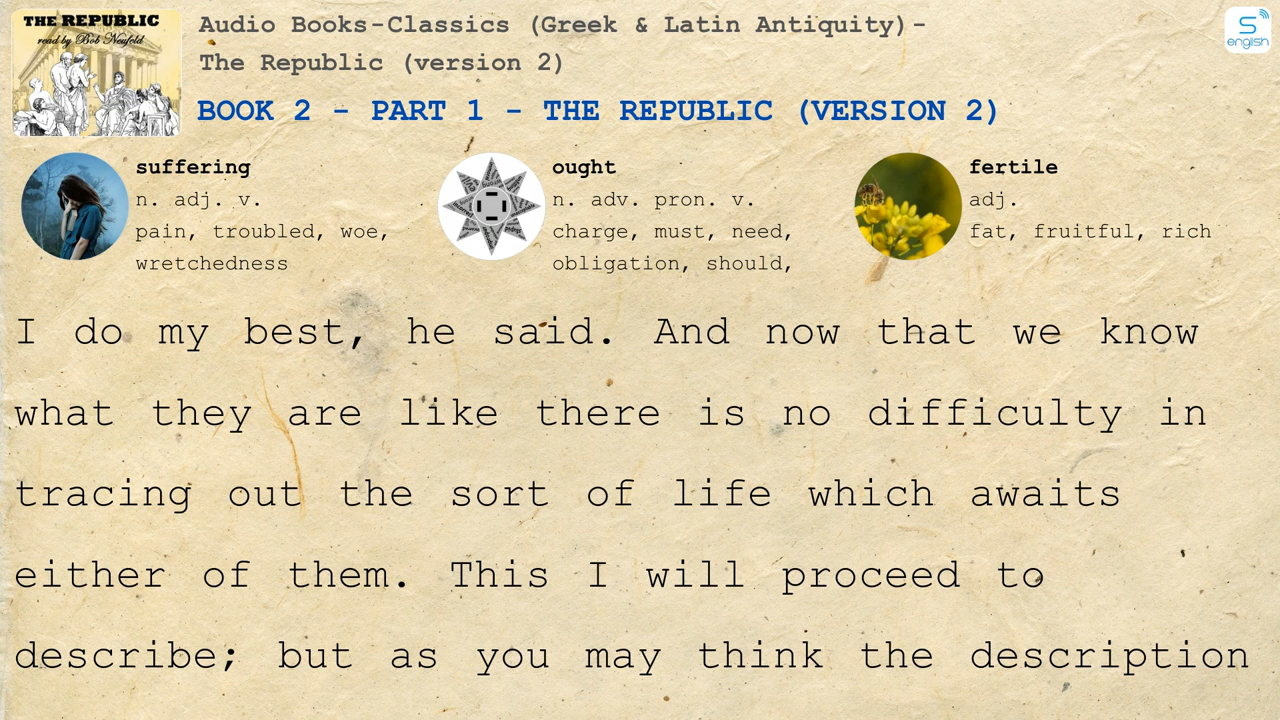 THE REPUBLIC
read by Bob Neufeld
Audio Books-Classics (Greek & Latin Antiquity)-
The Republic (version 2)
BOOK 2 - PART 1 - THE REPUBLIC (VERSION 2)
S
english
suffering
n. adj. v.
pain, troubled, woe,
wretchedness
ought
n. adv. pron. v.
charge, must, need,
obligation, should,
fertile
adj.
fat, fruitful, rich
I do my best, he said. And now that we know
what they are like there is no difficulty in
tracing out the sort of life which awaits
either of them. This I will proceed to
describe; but as you may think the description